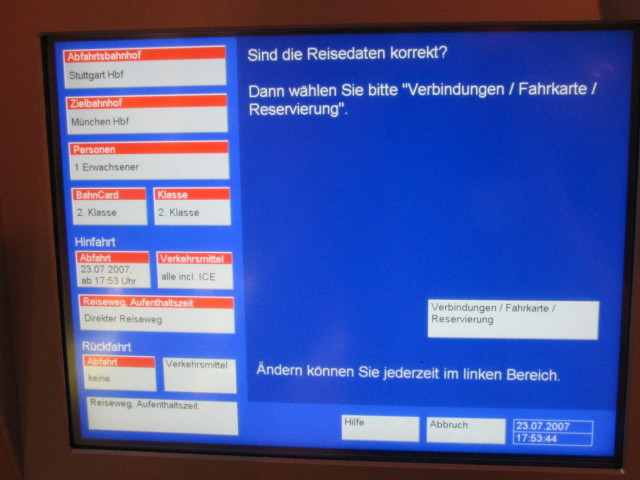 Abfahrtsbahnhof
Stuttgart Hbf
Zielbahnhof
München Hbf
Personen
1 Erwachsener
BahnCard
2. Klasse
Klasse
2. Klasse
Hinfahrt
Abfahrt
23.07.2007,
ab 17:53 Uhr
Verkehrsmittel
alle incl. ICE
Reiseweg, Aufenthaltszeit
Direkter Reiseweg
Rückfahrt
Abfahrt
keine
Verkehrsmittel
Reiseweg, Aufenthaltszeit
Sind die Reisedaten korrekt?
Dann wählen Sie bitte "Verbindungen / Fahrkarte /
Reservierung".
Verbindungen / Fahrkarte /
Reservierung
Ändern können Sie jederzeit im linken Bereich.
Hilfe
Abbruch
23.07.2007
17:53:44